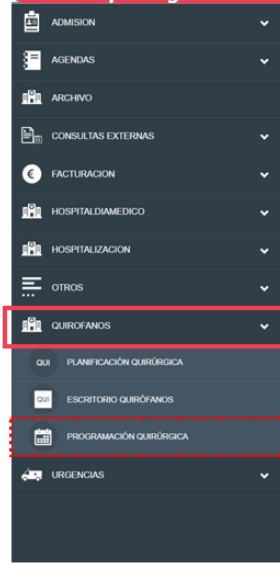 ADMISION
AGENDAS
ARCHIVO
CONSULTAS EXTERNAS
FACTURACION
HOSPITALDIAMEDICO
HOSPITALIZACION
OTROS
QUIROFANOS
QUI PLANIFICACIÓN QUIRÚRGICA
QUI ESCRITORIO QUIRÓFANOS
PROGRAMACIÓN QUIRÚRGICA
URGENCIAS